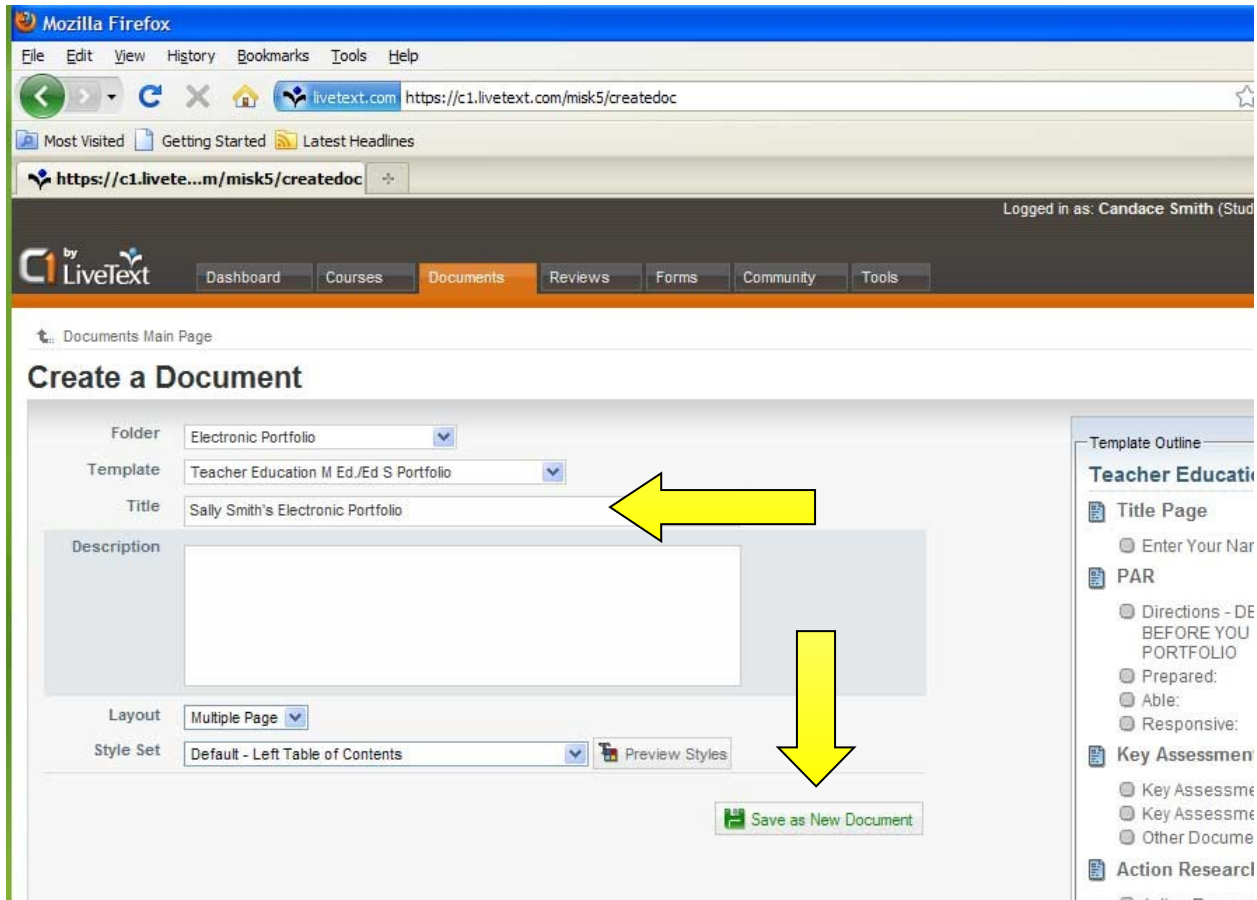 Mozilla Firefox
File Edit View History Bookmarks Tools Help
livetext.com https://c1.livetext.com/misk5/createdoc
Most Visited Getting Started Latest Headlines
https://c1.livete...m/misk5/createdoc
Logged in as: Candace Smith (Stud
C1 by LiveText
Dashboard Courses Documents Reviews Forms Community Tools
Documents Main Page
Create a Document
Folder Electronic Portfolio
Template Teacher Education M Ed./Ed S Portfolio
Title Sally Smith's Electronic Portfolio
Description
Layout Multiple Page
Style Set Default - Left Table of Contents Preview Styles
Save as New Document
Template Outline
Teacher Educati
Title Page
Enter Your Nar
PAR
Directions - DE
BEFORE YOU
PORTFOLIO
Prepared:
Able:
Responsive:
Key Assessment
Key Assessme
Key Assessme
Other Docume
Action Research